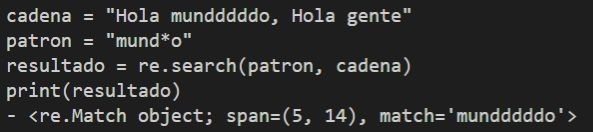 cadena = "Hola mundddddo, Hola gente"
patron = "mund*o"
resultado = re.search(patron, cadena)
print(resultado)
- <re.Match object; span=(5, 14), match='mundddddo'>